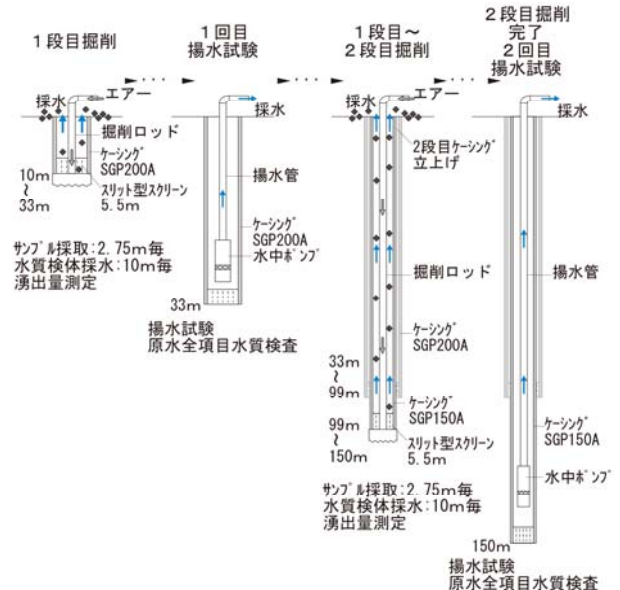 1段目掘削
採水
エアー
掘削ロッド
ケーシング
SGP200A
スリット型スクリーン
5.5m
10m
~
33m
サンプル採取:2.75m毎
水質検体採水:10m毎
湧出量測定
1回目
揚水試験
採水
揚水管
ケーシング
SGP200A
水中ポンプ
33m
揚水試験
原水全項目水質検査
1段目~
2段目掘削
採水
エアー
2段目ケーシング
立上げ
掘削ロッド
ケーシング
SGP200A
33m
~
99m
ケーシング
SGP150A
99m
~
150m
スリット型スクリーン
5.5m
サンプル採取:2.75m毎
水質検体採水:10m毎
湧出量測定
2段目掘削
完了
2回目
揚水試験
採水
揚水管
ケーシング
SGP150A
水中ポンプ
150m
揚水試験
原水全項目水質検査